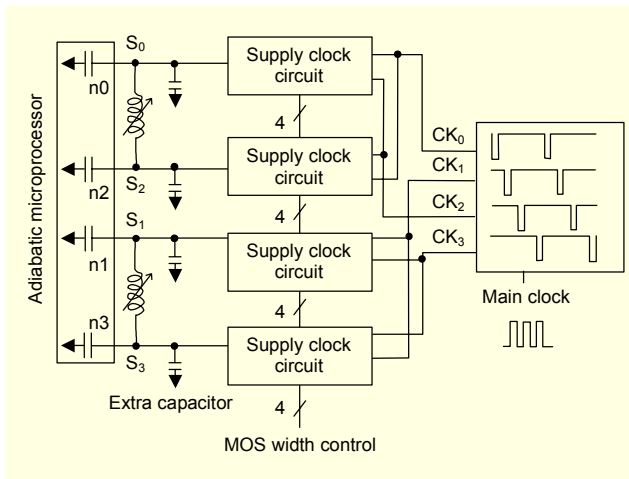 Adiabatic microprocessor
n0
n2
n1
n3
S₀
S₂
S₁
S₃
Extra capacitor
Supply clock
circuit
4
Supply clock
circuit
4
Supply clock
circuit
4
Supply clock
circuit
4
MOS width control
CK₀
CK₁
CK₂
CK₃
Main clock